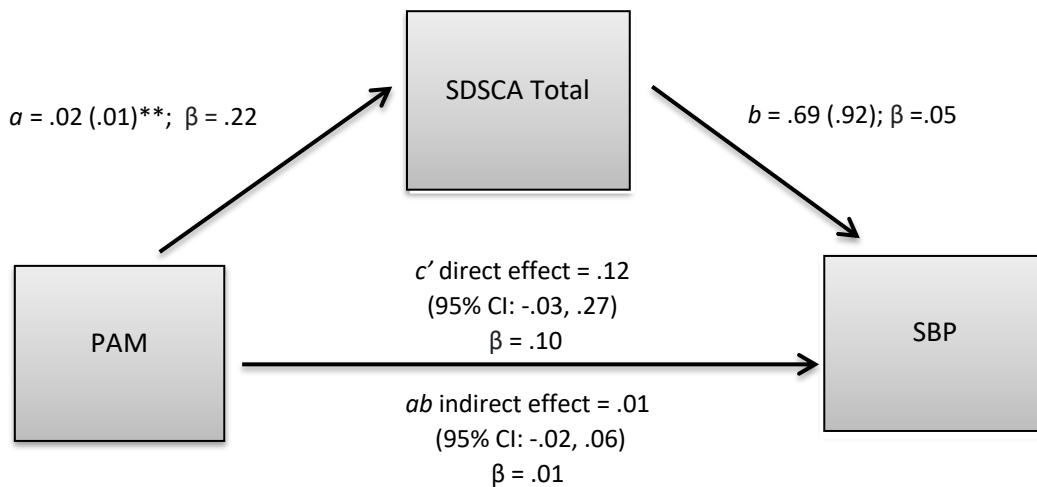 SDSCA Total
a = .02 (.01)**; β = .22
b = .69 (.92); β =.05
c’ direct effect = .12
(95% CI: -.03, .27)
β = .10
PAM
SBP
ab indirect effect = .01
(95% CI: -.02, .06)
β = .01